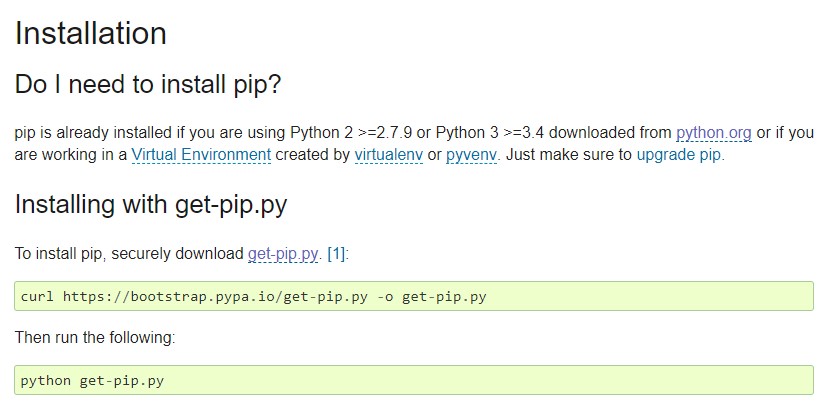 Installation
Do I need to install pip?
pip is already installed if you are using Python 2 >=2.7.9 or Python 3 >=3.4 downloaded from python.org or if you
are working in a Virtual Environment created by virtualenv or pyvenv. Just make sure to upgrade pip.
Installing with get-pip.py
To install pip, securely download get-pip.py. [1]:
curl https://bootstrap.pypa.io/get-pip.py -o get-pip.py
Then run the following:
python get-pip.py